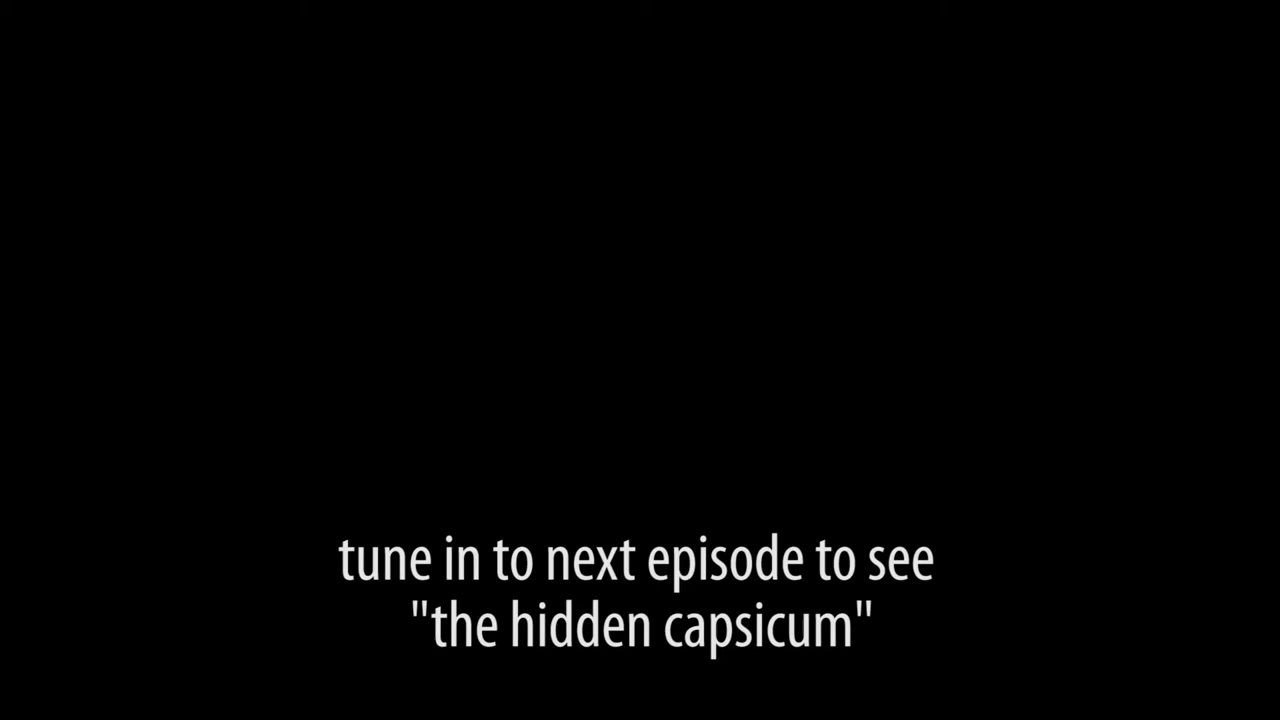 tune in to next episode to see
"the hidden capsicum"